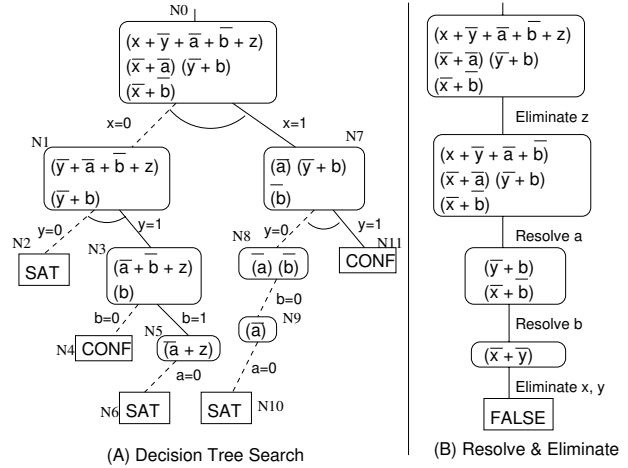 N0
(x + y̅ + a̅ + b̅ + z)
(x̅+a̅) (y̅+b)
(x̅+b̅)
x=0
x=1
N1
(y̅ + a̅ + b̅ + z)
(y̅ + b)
N7
(a̅) (y̅ + b)
(b̅)
y=0
y=1
y=0
y=1
N2
SAT
N3
(a̅ + b̅ + z)
(b)
N8
(a̅) (b̅)
N11
CONF
b=0
b=1
b=0
N4
CONF
N5
(a̅ + z)
N9
(a̅)
a=0
a=0
N6
SAT
SAT
N10
(A) Decision Tree Search
(x + y̅ + a̅ + b̅ + z)
(x̅+a̅) (y̅+b)
(x̅+b̅)
Eliminate z
(x + y̅ + a̅ + b̅)
(x̅+a̅) (y̅+b)
(x̅+b̅)
Resolve a
(y̅ + b)
(x̅ + b̅)
Resolve b
(x̅ + y̅)
Eliminate x, y
FALSE
(B) Resolve & Eliminate